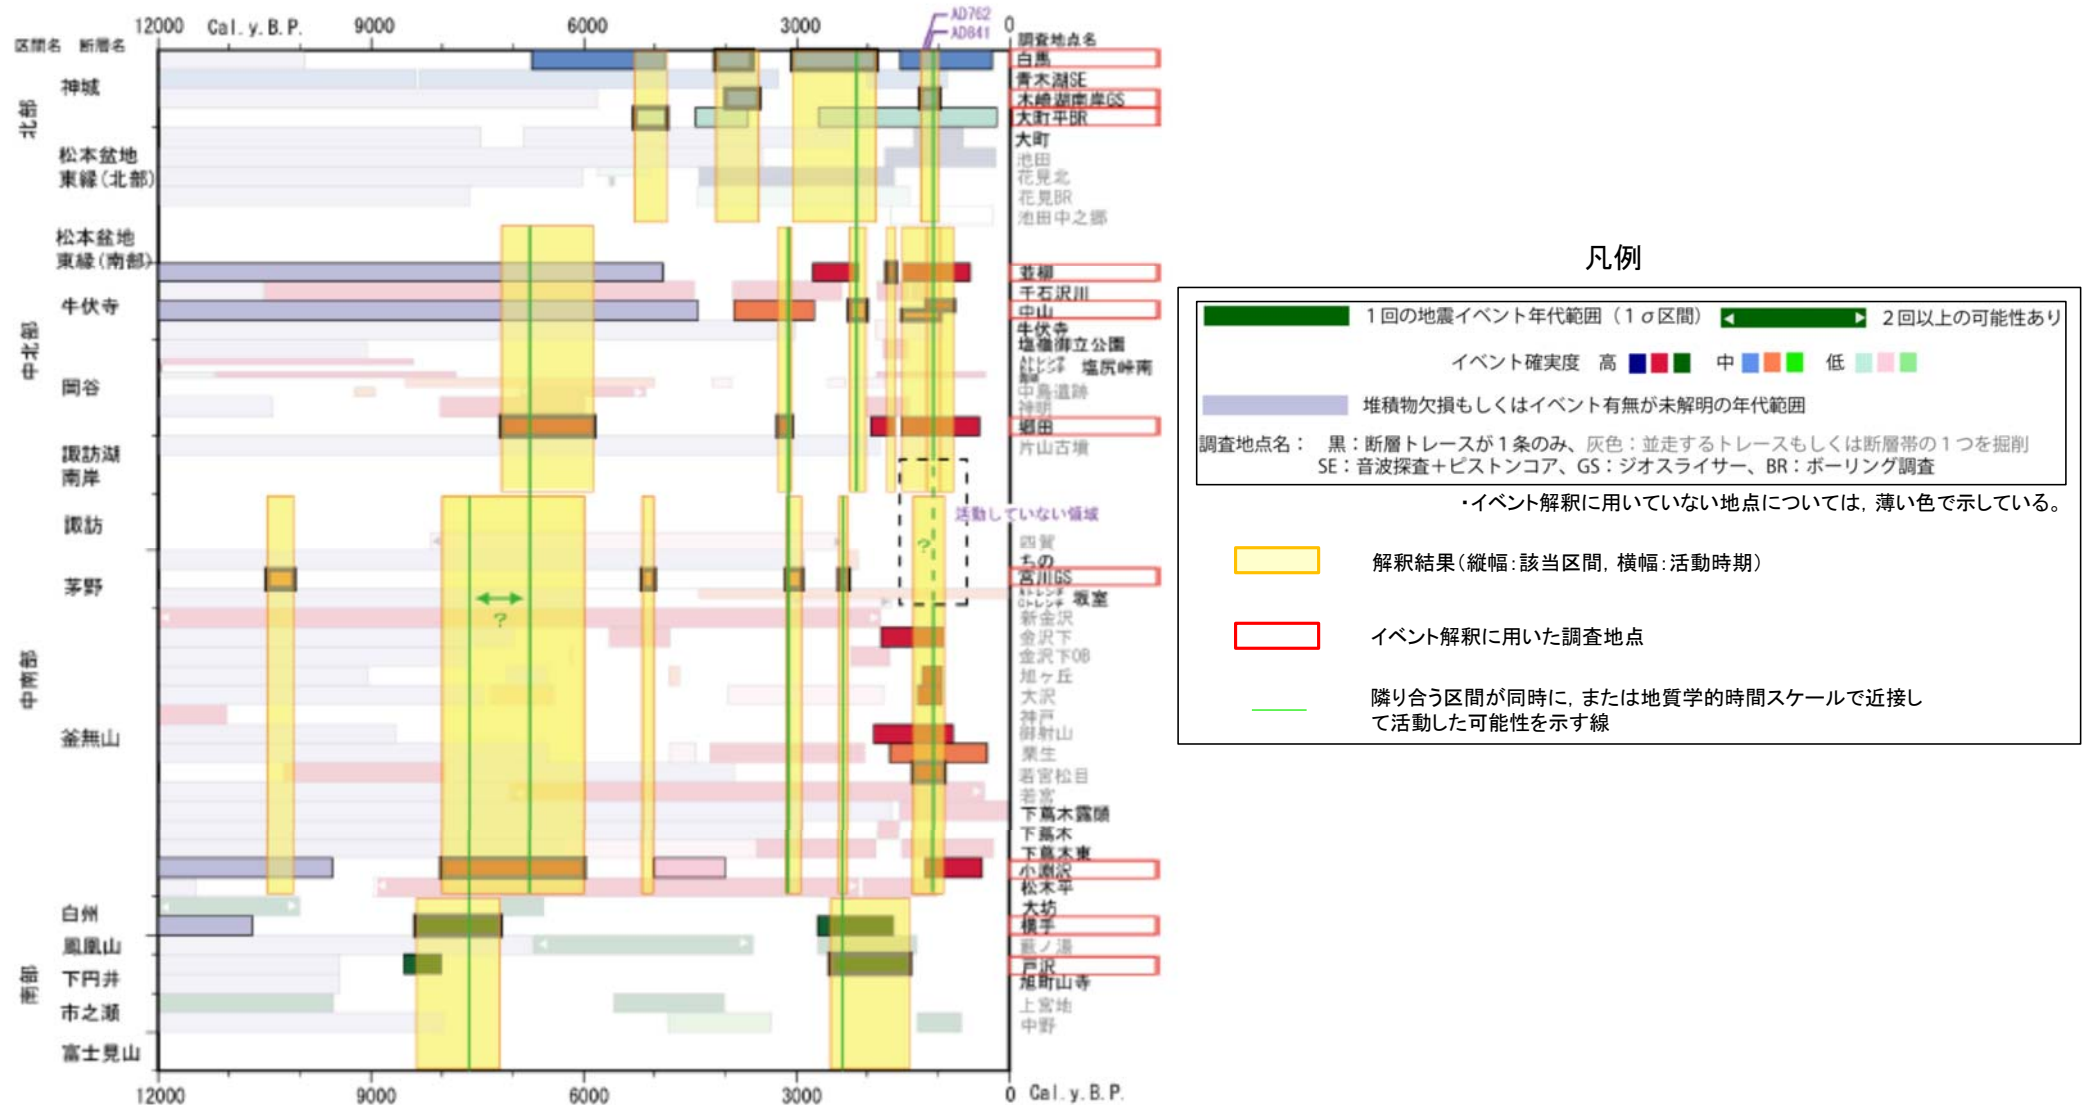 12000 Cal.y.B.P. 9000 6000 3000 0
AD762
AD841
区間名 断層名
調査地点名
北部
神城
松本盆地
東縁(北部)
中北部
松本盆地
東縁(南部)
牛伏寺
岡谷
諏訪湖
南岸
中南部
諏訪
茅野
釜無山
南部
白州
鳳凰山
下円井
市之瀬
富士見山
白馬
青木湖SE
木崎湖南岸GS
大町平BR
大町
池田
花見北
花見BR
池田中之郷
並柳
千石沢川
中山
牛伏寺
塩嶺御立公園
塩尻峠南
中島遺跡
神明
郷田
片山古墳
活動していない領域
?
?
四賀
ちの
宮川GS
坂室
新金沢
金沢下
金沢下OB
旭ヶ丘
大沢
神戸
御射山
栗生
若宮松目
若宮
下蔦木露頭
下蔦木
下蔦木東
小淵沢
松木平
大坊
横手
藪ノ湯
戸沢
旭町山寺
上宮地
中野
12000 9000 6000 3000 0 Cal.y.B.P.
凡例
1回の地震イベント年代範囲(1σ区間) 2回以上の可能性あり
イベント確実度 高 中 低
堆積物欠損もしくはイベント有無が未解明の年代範囲
調査地点名: 黒:断層トレースが1条のみ、灰色:並走するトレースもしくは断層帯の1つを掘削
SE:音波探査+ピストンコア、GS:ジオスライサー、BR:ボーリング調査
・イベント解釈に用いていない地点については,薄い色で示している。
解釈結果(縦幅:該当区間,横幅:活動時期)
イベント解釈に用いた調査地点
隣り合う区間が同時に,または地質学的時間スケールで近接し
て活動した可能性を示す線